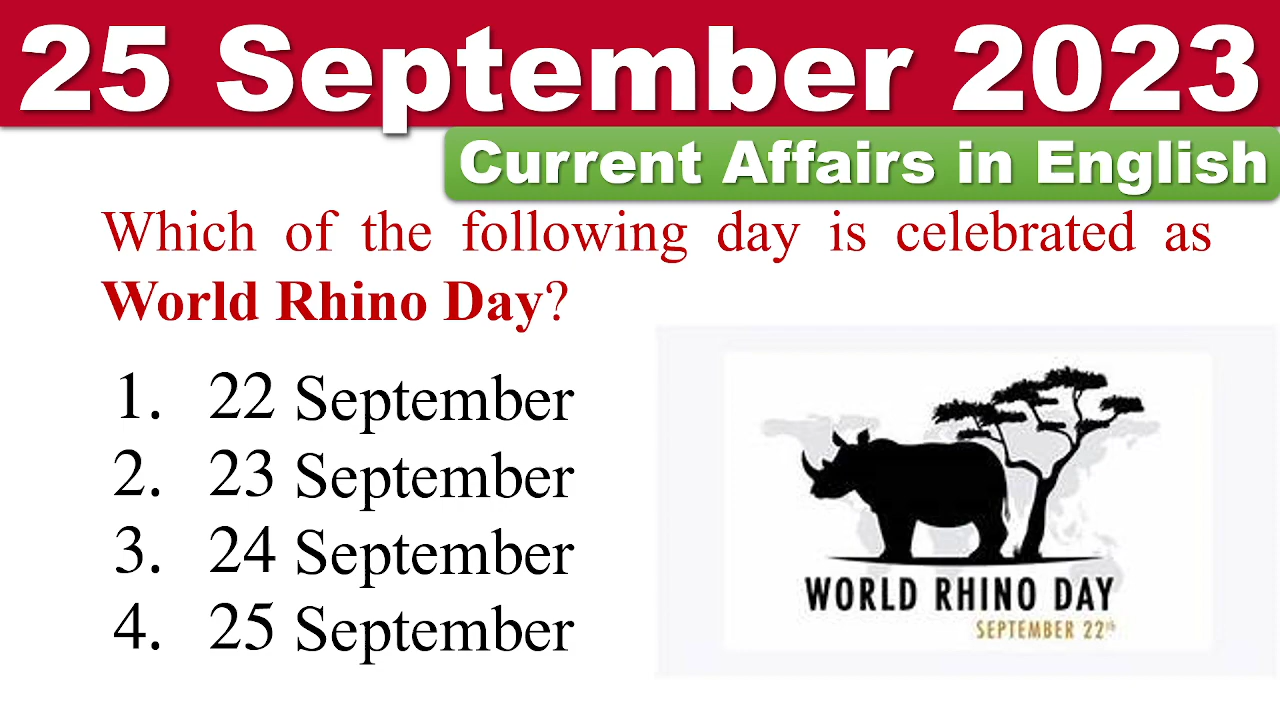 25 September 2023
Current Affairs in English
Which of the following day is celebrated as
World Rhino Day?
1. 22 September
2. 23 September
3. 24 September
4. 25 September
WORLD RHINO DAY
SEPTEMBER 22th